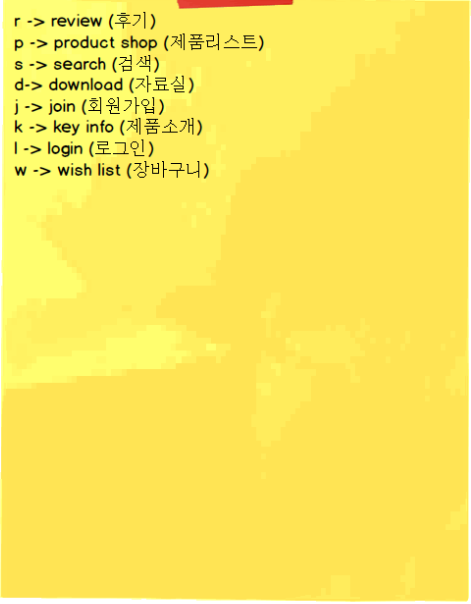 r -> review (후기)
p -> product shop (제품리스트)
s -> search (검색)
d-> download (자료실)
j -> join (회원가입)
k -> key info (제품소개)
l -> login (로그인)
w -> wish list (장바구니)